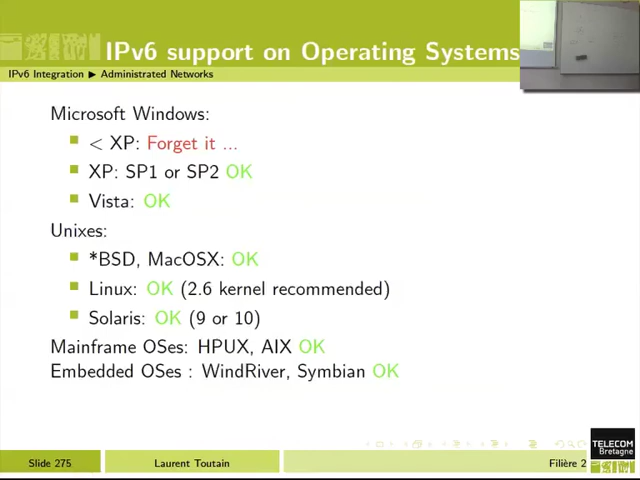 IPv6 support on Operating Systems
IPv6 Integration ▶ Administrated Networks
Microsoft Windows:
< XP: Forget it ...
XP: SP1 or SP2 OK
Vista: OK
Unixes:
*BSD, MacOSX: OK
Linux: OK (2.6 kernel recommended)
Solaris: OK (9 or 10)
Mainframe OSes: HPUX, AIX OK
Embedded OSes : WindRiver, Symbian OK
TELECOM
Bretagne
Slide 275 Laurent Toutain Filière 2